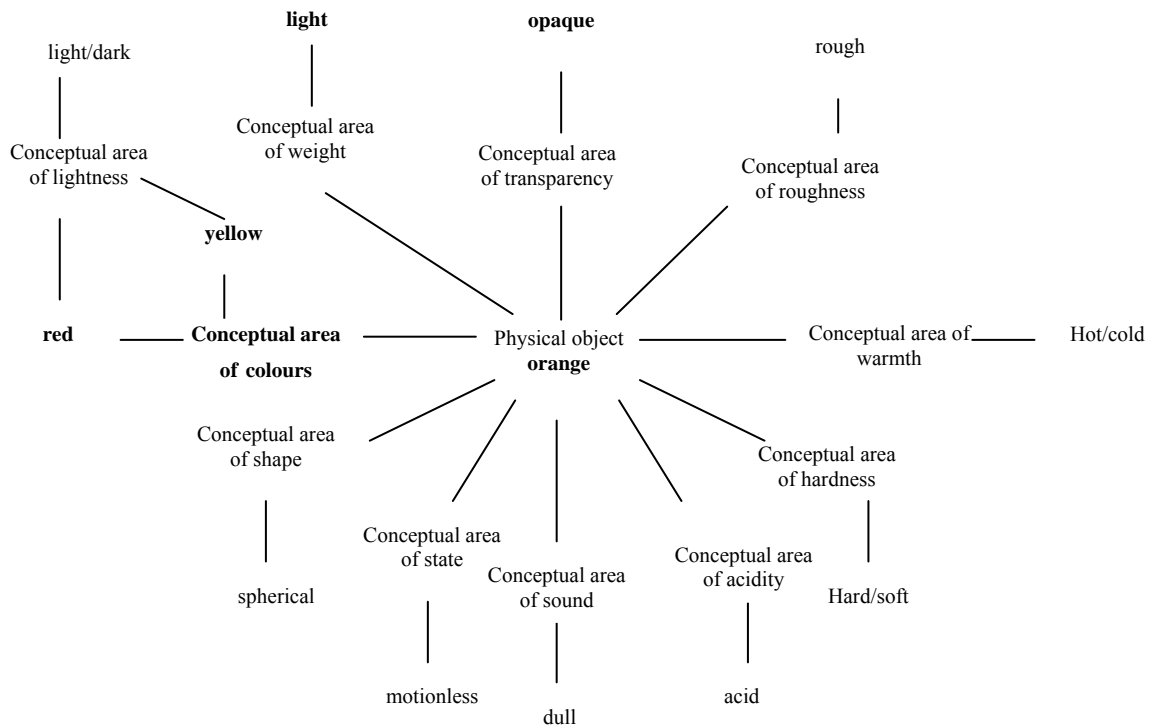 light
opaque
light/dark
rough
Conceptual area
of weight
Conceptual area
of lightness
Conceptual area
of transparency
Conceptual area
of roughness
yellow
red
Conceptual area
of colours
Physical object
orange
Conceptual area of
warmth
Hot/cold
Conceptual area
of shape
Conceptual area
of hardness
Conceptual area
of state
Conceptual area
of sound
Conceptual area
of acidity
spherical
Hard/soft
motionless
dull
acid